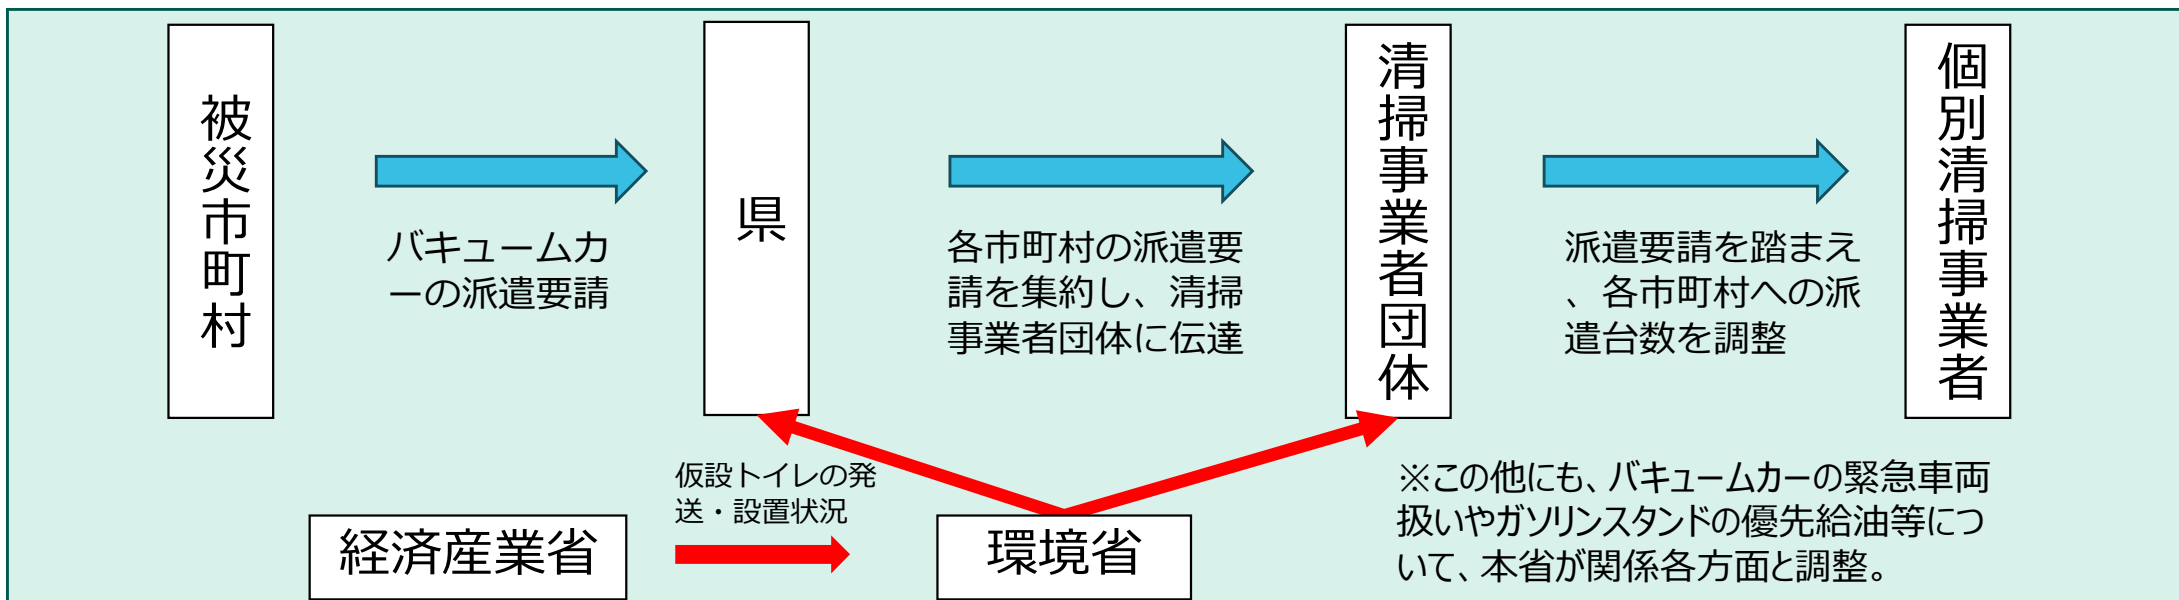 被災市町村
バキュームカ
ーの派遣要請
県
各市町村の派遣要
請を集約し、清掃
事業者団体に伝達
清掃事業者団体
派遣要請を踏まえ
、各市町村への派
遣台数を調整
個別清掃事業者
経済産業省
仮設トイレの発
送・設置状況
環境省
※この他にも、バキュームカーの緊急車両
扱いやガソリンスタンドの優先給油等につ
いて、本省が関係各方面と調整。